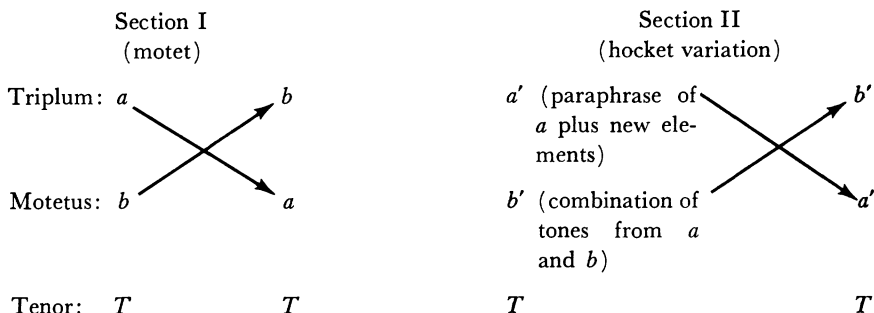 Section I
(motet)
Section II
(hocket variation)
Triplum: a b
a′ (paraphrase of
a plus new ele-
ments)
b′
Motetus: b a
b′ (combination of
tones from a
and b)
a′
Tenor: T T T T